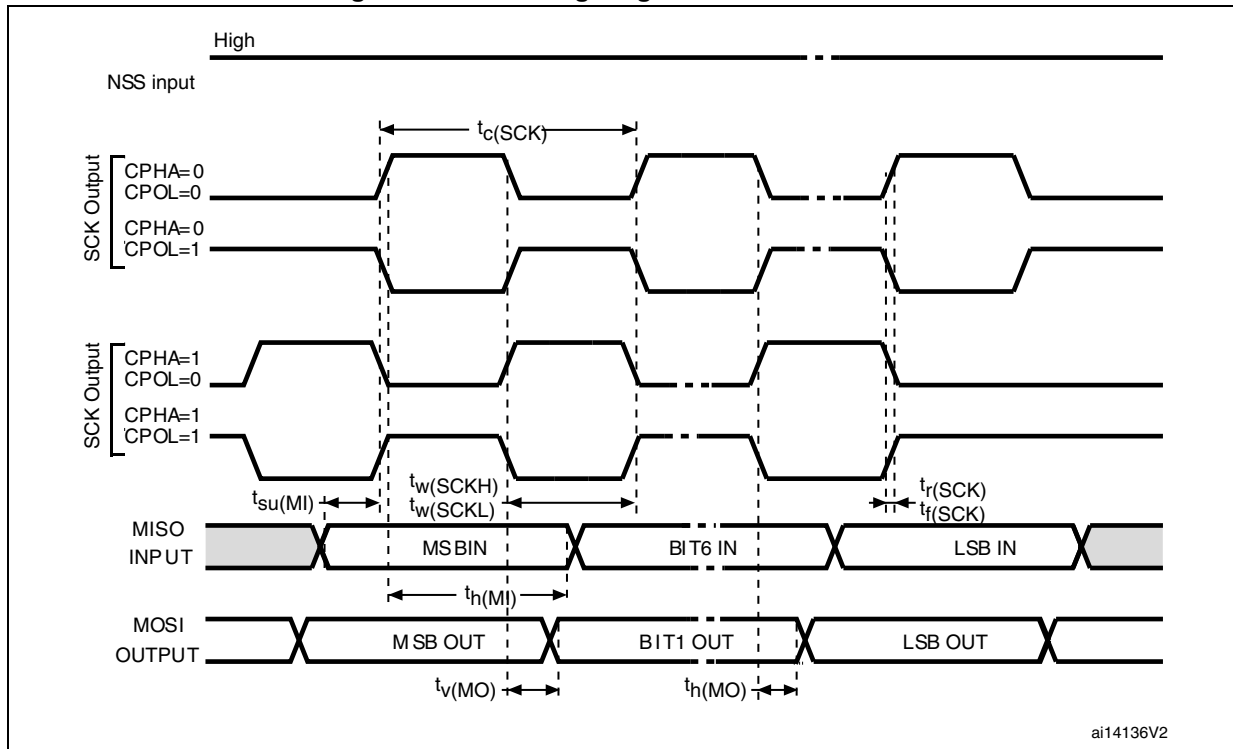 High
NSS input
tc(SCK)
SCK Output
CPHA=0
CPOL=0
CPHA=0
CPOL=1
SCK Output
CPHA=1
CPOL=0
CPHA=1
CPOL=1
tsu(MI)
tw(SCKH)
tw(SCKL)
tr(SCK)
tf(SCK)
MISO
INPUT
MSBIN
BIT6 IN
LSB IN
th(MI)
MOSI
OUTPUT
MSB OUT
BIT1 OUT
LSB OUT
tv(MO)
th(MO)
ai14136V2